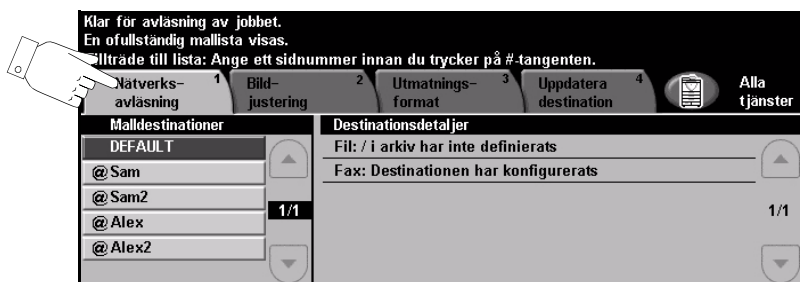 Klar för avläsning av jobbet.
En ofullständig mallista visas.
illträde till lista: Ange ett sidnummer innan du trycker på #-tangenten.
Nätverks-
avläsning
1
Bild-
justering
2
Utmatnings-
format
3
Uppdatera
destination
4
Alla
tjänster
Malldestinationer
DEFAULT
@ Sam
@ Sam2
@ Alex
@ Alex2
1/1
Destinationsdetaljer
Fil: / i arkiv har inte definierats
Fax: Destinationen har konfigurerats
1/1